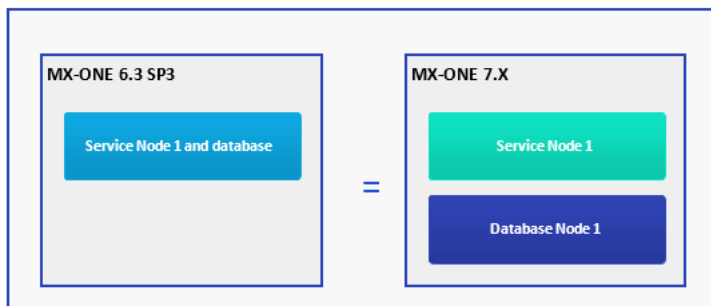 MX-ONE 6.3 SP3
Service Node 1 and database
=
MX-ONE 7.X
Service Node 1
Database Node 1